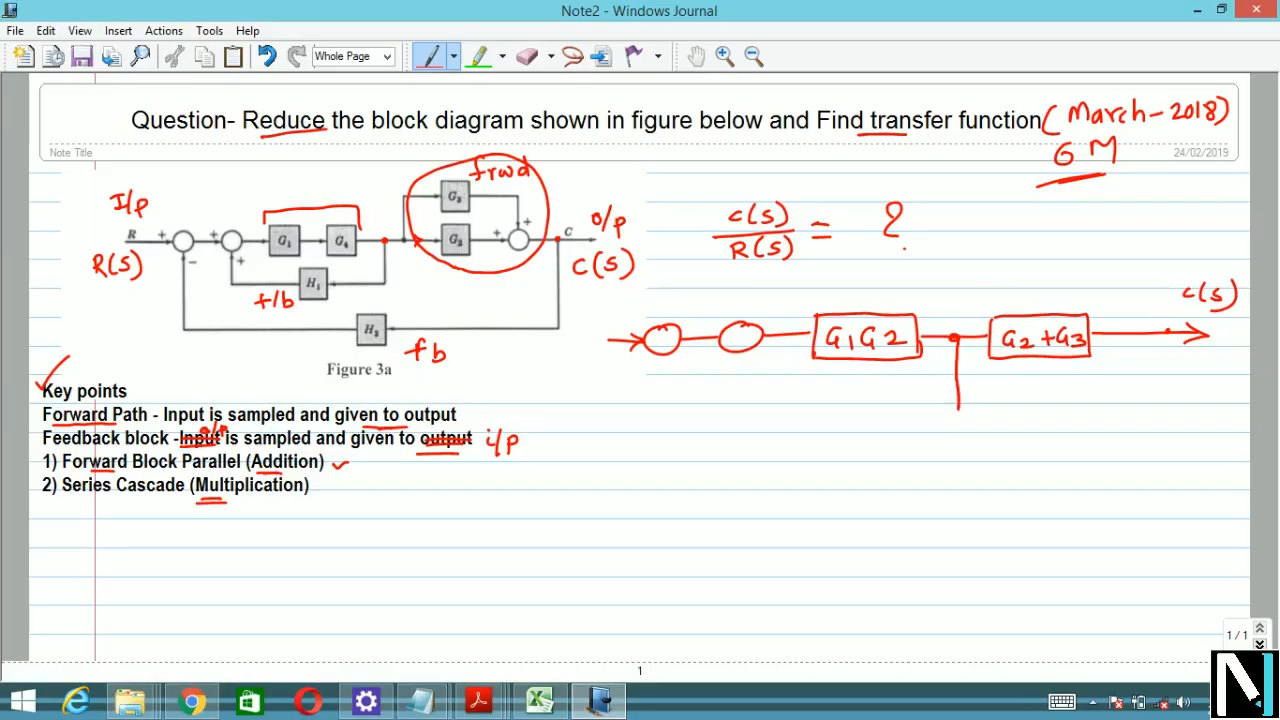 Note2 - Windows Journal
File Edit View Insert Actions Tools Help
Whole Page
Question- Reduce the block diagram shown in figure below and Find transfer function (March-2018)
6 M
Note Title
24/02/2019
frwd
I/p
R
R(S)
+
-
+
+
G1
G4
H1
f/b
G3
G2
+
+
C
O/p
C(S)
H2
fb
Figure 3a
C(S)
R(S)
= ?
G1G2
G2+G3
C(S)
Key points
Forward Path - Input is sampled and given to output
o/p
Feedback block -Input is sampled and given to output i/p
1) Forward Block Parallel (Addition)
2) Series Cascade (Multiplication)
1
1 / 1